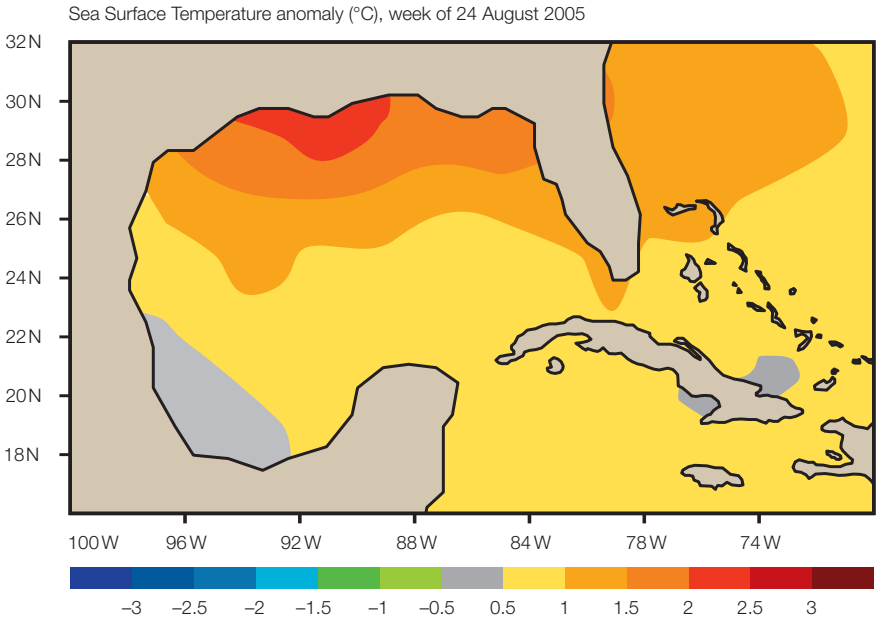 Sea Surface Temperature anomaly (°C), week of 24 August 2005
32N
30N
28N
26N
24N
22N
20N
18N
100W 96W 92W 88W 84W 78W 74W
–3 –2.5 –2 –1.5 –1 –0.5 0.5 1 1.5 2 2.5 3